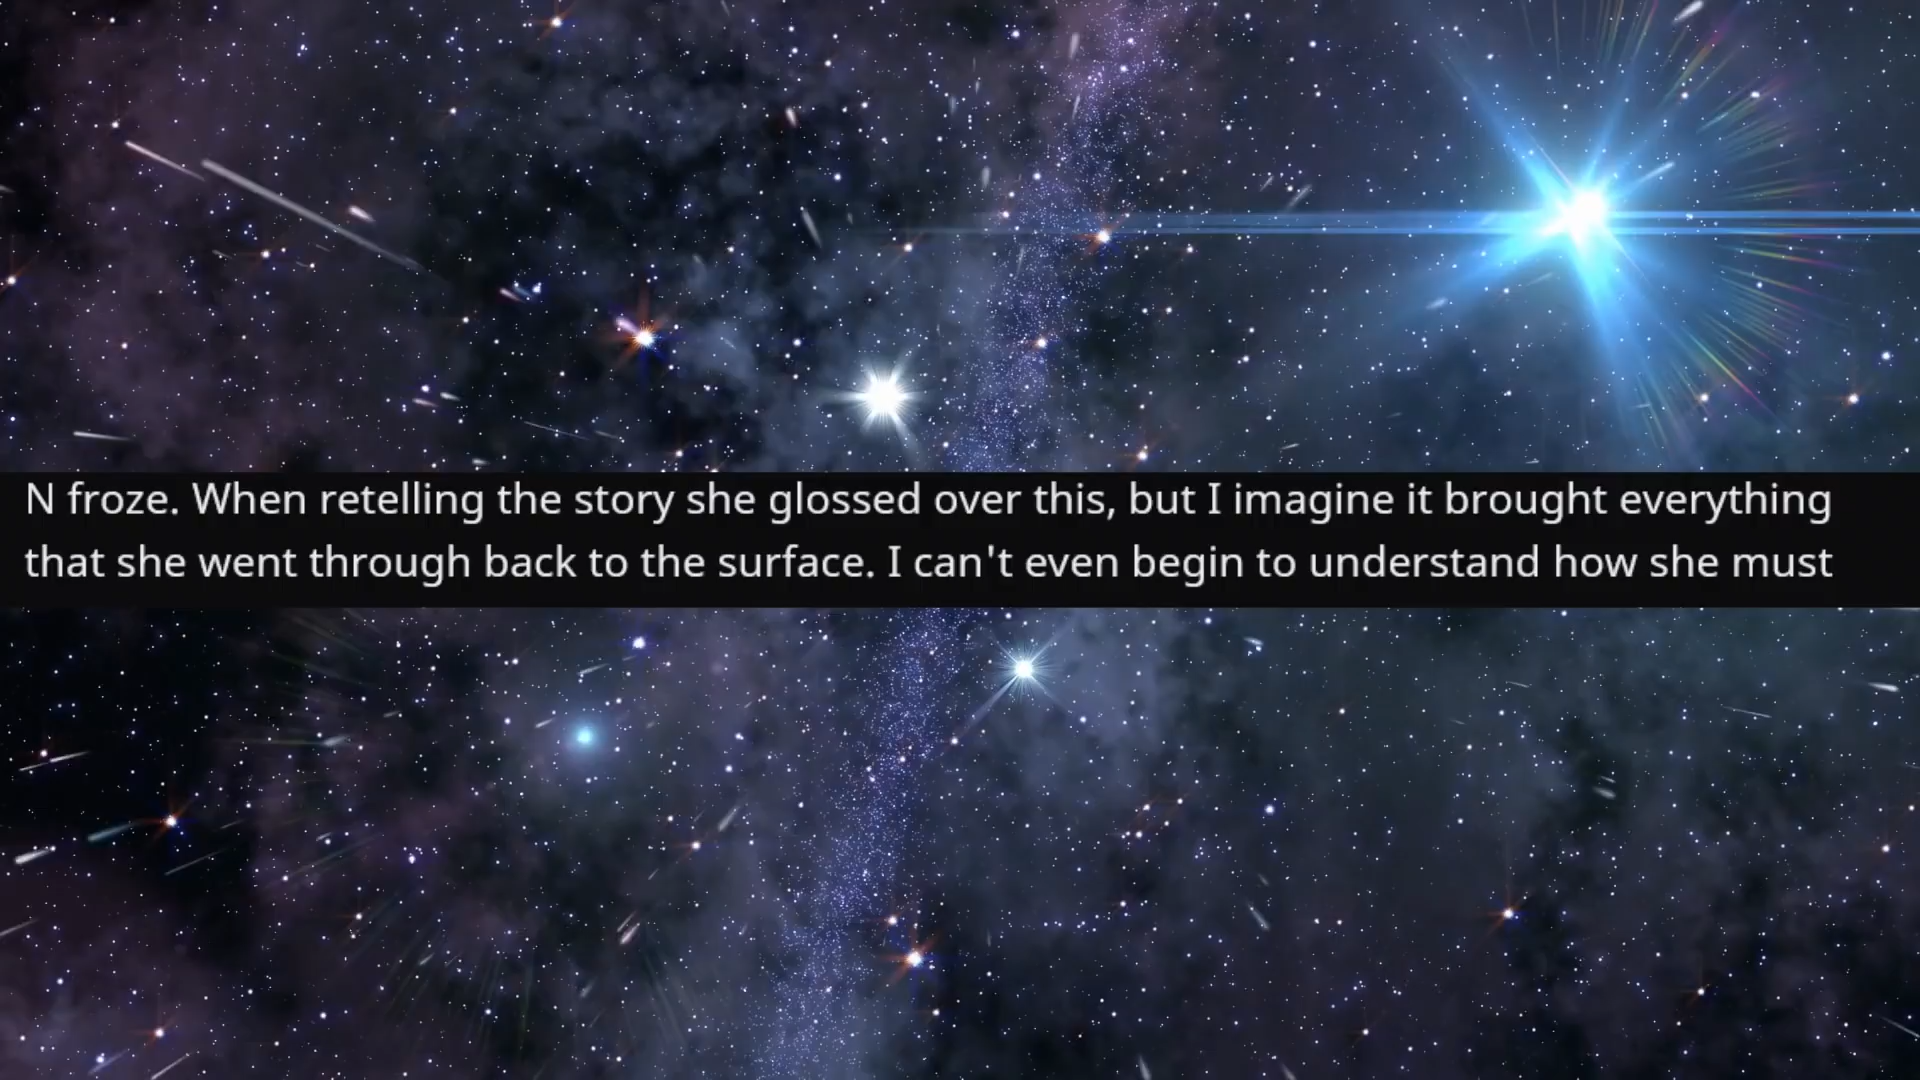 N froze. When retelling the story she glossed over this, but I imagine it brought everything
that she went through back to the surface. I can't even begin to understand how she must